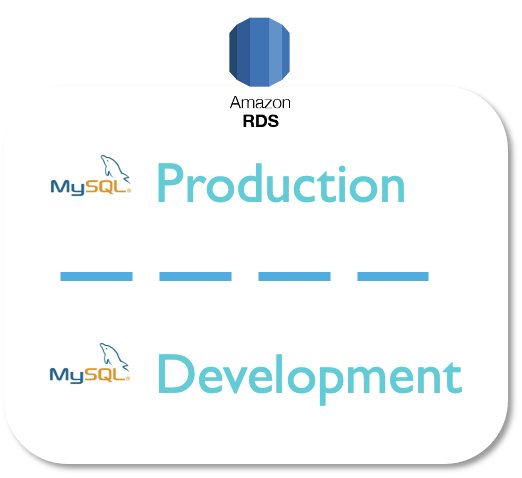 Amazon
RDS
MySQL® Production
MySQL® Development